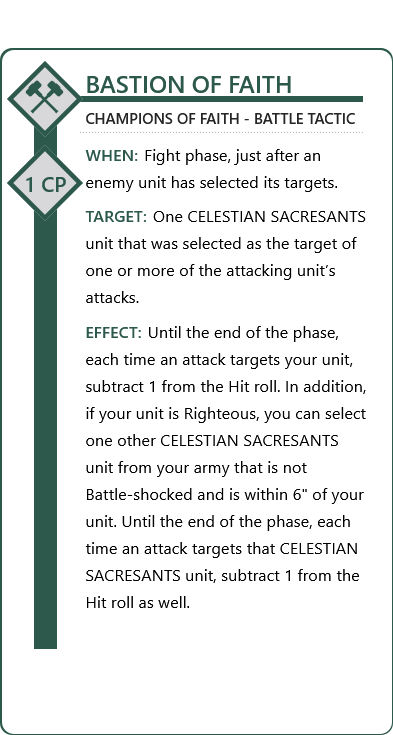 BASTION OF FAITH
CHAMPIONS OF FAITH - BATTLE TACTIC
1 CP
WHEN: Fight phase, just after an
enemy unit has selected its targets.
TARGET: One CELESTIAN SACRESANTS
unit that was selected as the target of
one or more of the attacking unit's
attacks.
EFFECT: Until the end of the phase,
each time an attack targets your unit,
subtract 1 from the Hit roll. In addition,
if your unit is Righteous, you can select
one other CELESTIAN SACRESANTS
unit from your army that is not
Battle-shocked and is within 6" of your
unit. Until the end of the phase, each
time an attack targets that CELESTIAN
SACRESANTS unit, subtract 1 from the
Hit roll as well.